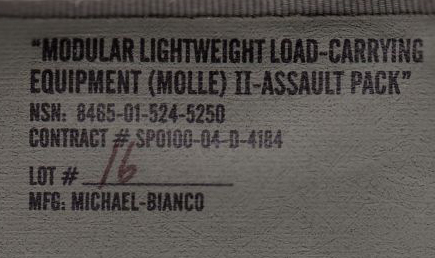 “MODULAR LIGHTWEIGHT LOAD-CARRYING
EQUIPMENT (MOLLE) II-ASSAULT PACK”
NSN: 8465-01-524-5250
CONTRACT # SP0100-04-D-4184
LOT # 16
MFG: MICHAEL-BIANCO